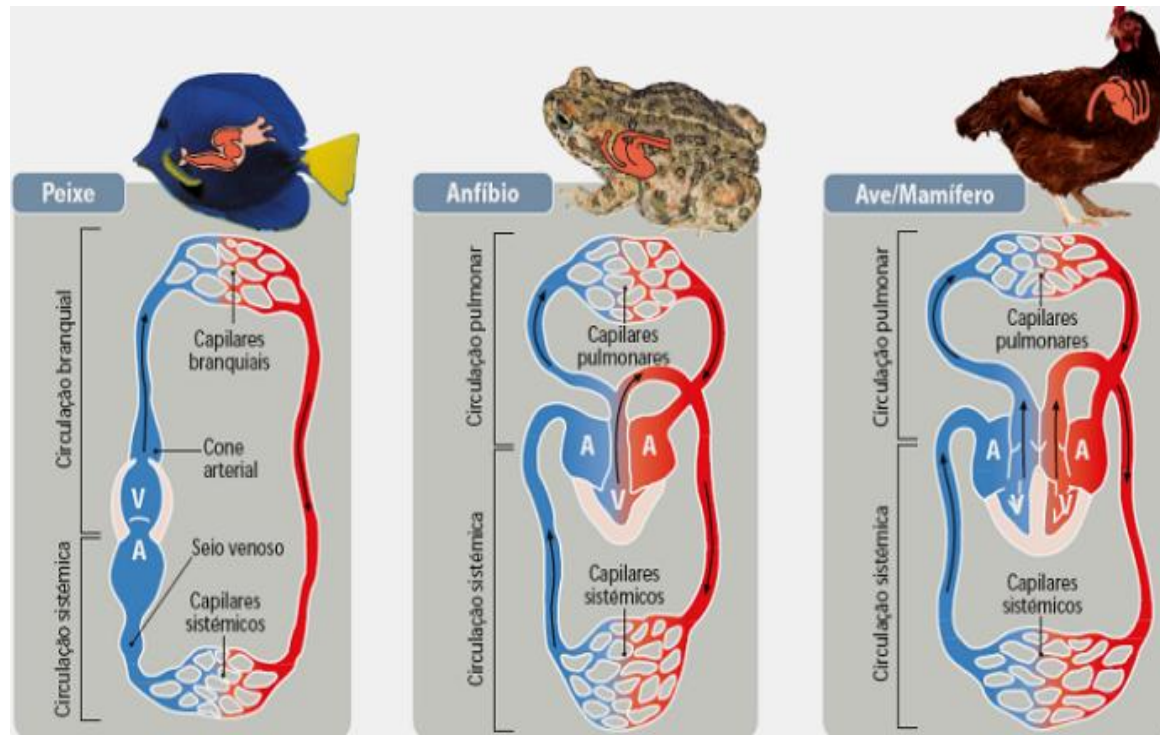 Peixe
Circulação branquial
Circulação sistémica
Capilares
branquiais
Cone
arterial
V
A
Seio venoso
Capilares
sistémicos
Anfíbio
Circulação pulmonar
Circulação sistémica
Capilares
pulmonares
A
A
V
Capilares
sistémicos
Ave/Mamífero
Circulação pulmonar
Circulação sistémica
Capilares
pulmonares
A
A
V
V
Capilares
sistémicos